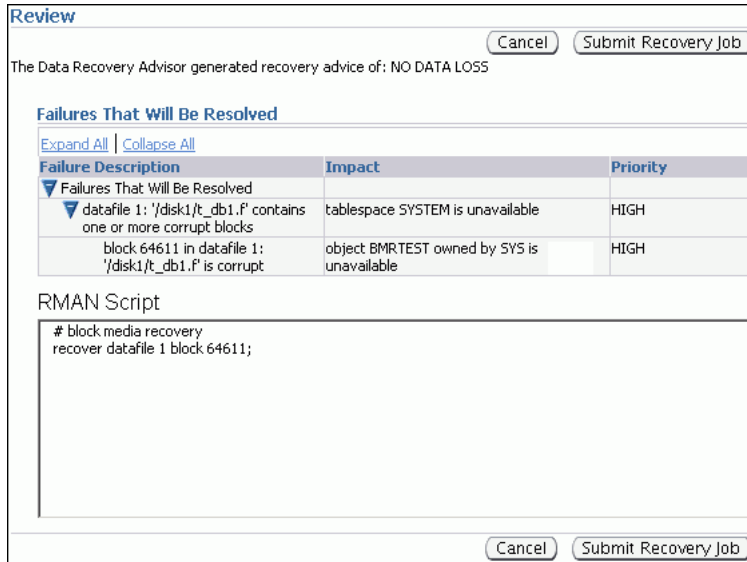 Review
Cancel Submit Recovery Job
The Data Recovery Advisor generated recovery advice of: NO DATA LOSS
Failures That Will Be Resolved
Expand All | Collapse All
Failure Description Impact Priority
Failures That Will Be Resolved
datafile 1: '/disk1/t_db1.f' contains
one or more corrupt blocks
tablespace SYSTEM is unavailable
HIGH
block 64611 in datafile 1:
'/disk1/t_db1.f' is corrupt
object BMRTEST owned by SYS is
unavailable
HIGH
RMAN Script
# block media recovery
recover datafile 1 block 64611;
Cancel Submit Recovery Job